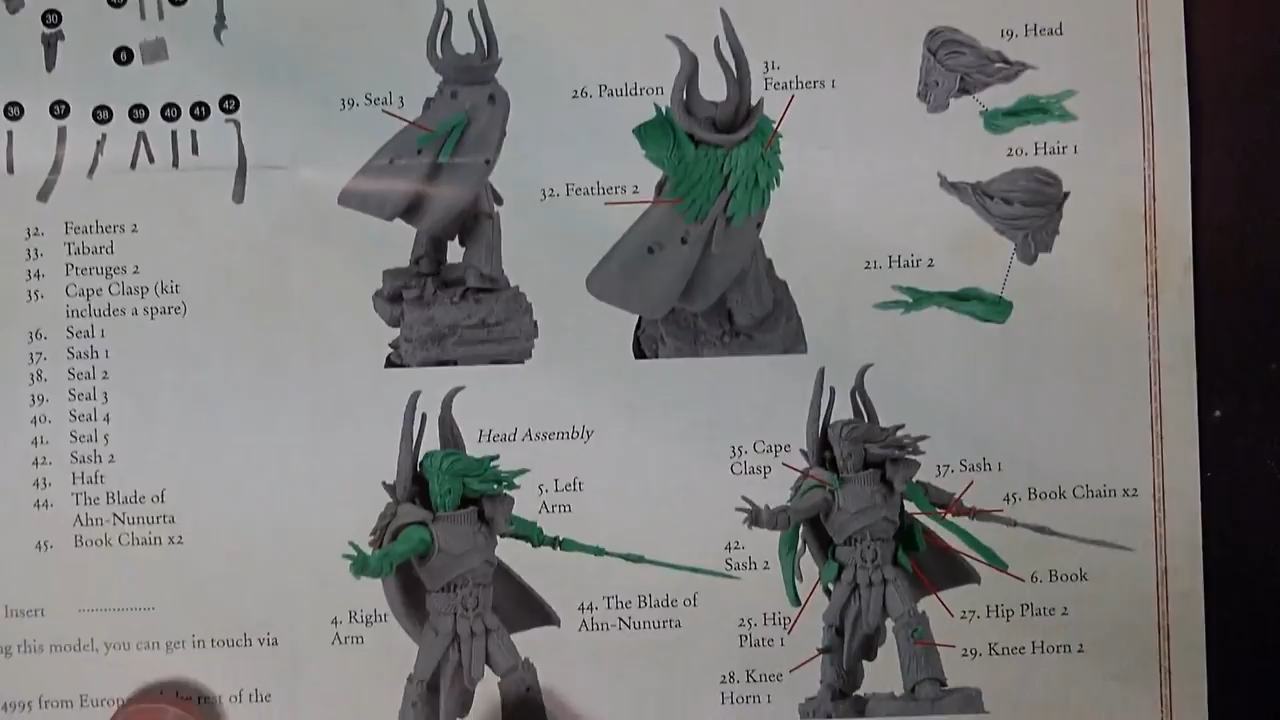 30
6
36
37
38
39
40
41
42
32. Feathers 2
33. Tabard
34. Pteruges 2
35. Cape Clasp (kit
includes a spare)
36. Seal 1
37. Sash 1
38. Seal 2
39. Seal 3
40. Seal 4
41. Seal 5
42. Sash 2
43. Haft
44. The Blade of
Ahn-Nunurta
45. Book Chain x2
Insert ..................
this model, you can get in touch via
4995 from of the
39. Seal 3
26. Pauldron
31.
Feathers 1
32. Feathers 2
19. Head
20. Hair 1
21. Hair 2
Head Assembly
5. Left
Arm
4. Right
Arm
44. The Blade of
Ahn-Nunurta
35. Cape
Clasp
37. Sash 1
45. Book Chain x2
42.
Sash 2
6. Book
25. Hip
Plate 1
27. Hip Plate 2
28. Knee
Horn 1
29. Knee Horn 2